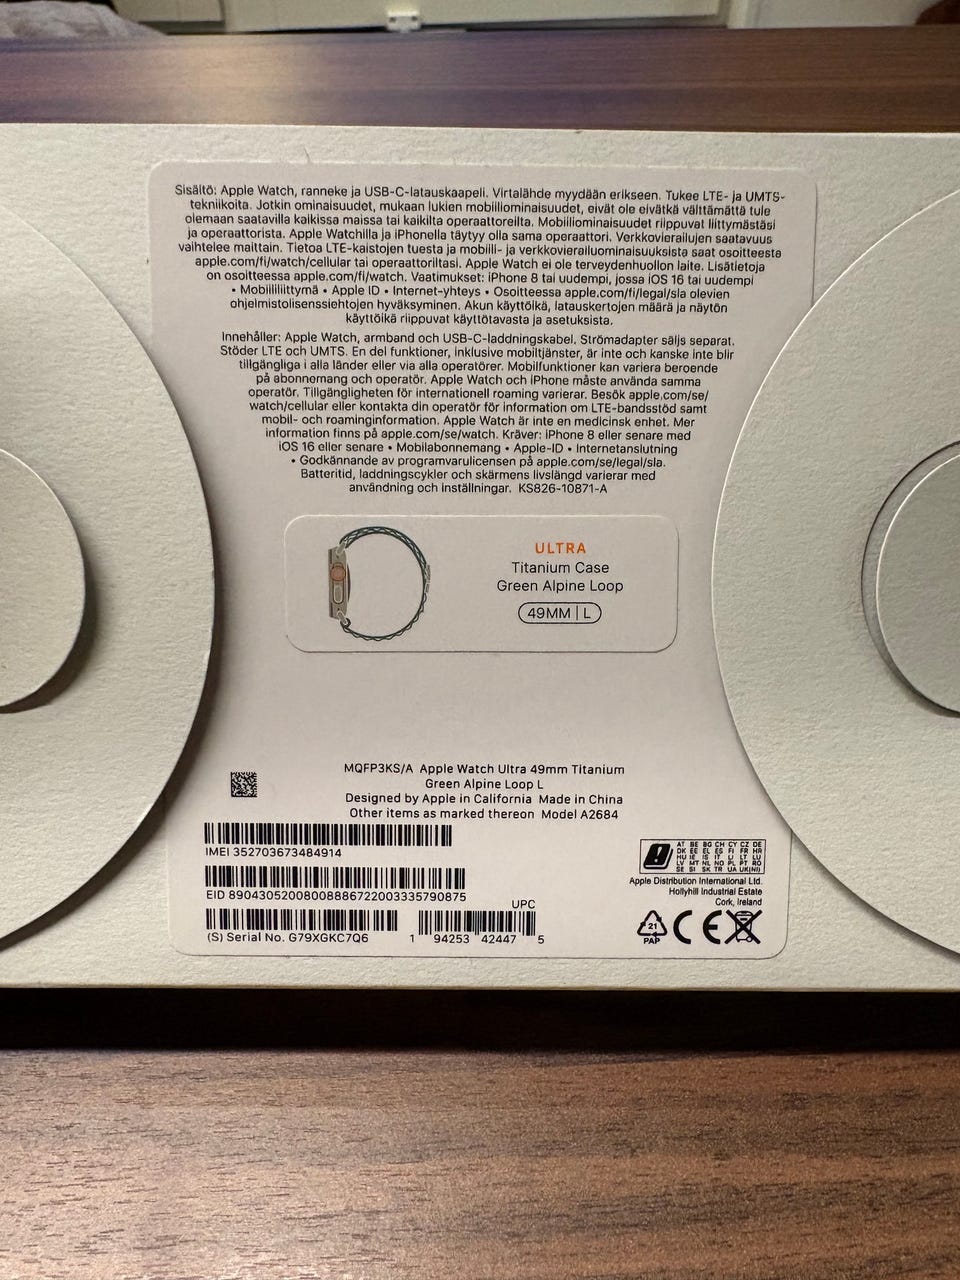 Sisältö: Apple Watch, ranneke ja USB-C-latauskaapeli. Virtalähde myydään erikseen. Tukee LTE- ja UMTS-
tekniikoita. Jotkin ominaisuudet, mukaan lukien mobiiliominaisuudet, eivät ole eivätkä välttämättä tule
olemaan saatavilla kaikissa maissa tai kaikilta operaattoreilta. Mobiiliominaisuudet riippuvat liittymästäsi
ja operaattorista. Apple Watchilla ja iPhonella täytyy olla sama operaattori. Verkkovierailujen saatavuus
vaihtelee maittain. Tietoa LTE-kaistojen tuesta ja mobiili- ja verkkovierailuominaisuuksista saat osoitteesta
apple.com/fi/watch/cellular tai operaattoriltasi. Apple Watch ei ole terveydenhuollon laite. Lisätietoja
on osoitteessa apple.com/fi/watch. Vaatimukset: iPhone 8 tai uudempi, jossa iOS 16 tai uudempi
• Mobiililiittymä • Apple ID • Internet-yhteys • Osoitteessa apple.com/fi/legal/sla olevien
ohjelmistolisenssiehtojen hyväksyminen. Akun käyttöikä, latauskertojen määrä ja näytön
käyttöikä riippuvat käyttötavasta ja asetuksista.
Innehåller: Apple Watch, armband och USB-C-laddningskabel. Strömadapter säljs separat.
Stöder LTE och UMTS. En del funktioner, inklusive mobiltjänster, är inte och kanske inte blir
tillgängliga i alla länder eller via alla operatörer. Mobilfunktioner kan variera beroende
på abonnemang och operatör. Apple Watch och iPhone måste använda samma
operatör. Tillgängligheten för internationell roaming varierar. Besök apple.com/se/
watch/cellular eller kontakta din operatör för information om LTE-bandsstöd samt
mobil- och roaminginformation. Apple Watch är inte en medicinsk enhet. Mer
information finns på apple.com/se/watch. Kräver: iPhone 8 eller senare med
iOS 16 eller senare • Mobilabonnemang • Apple-ID • Internetanslutning
• Godkännande av programvarulicensen på apple.com/se/legal/sla.
Batteritid, laddningscykler och skärmens livslängd varierar med
användning och inställningar. KS826-10871-A
ULTRA
Titanium Case
Green Alpine Loop
49MM | L
MQFP3KS/A Apple Watch Ultra 49mm Titanium
Green Alpine Loop L
Designed by Apple in California Made in China
Other items as marked thereon Model A2684
IMEI 352703673484914
EID 89043052008008886722003335790875
UPC
(S) Serial No. G79XGKC7Q6
1 94253 42447 5
AT BE BG CH CY CZ DE
DK EE EL ES FI FR HR
HU IE IS IT LI LT LU
LV MT NL NO PL PT RO
SE SI SK TR UA UK(NI)
Apple Distribution International Ltd.
Hollyhill Industrial Estate
Cork, Ireland
21
PAP
CE